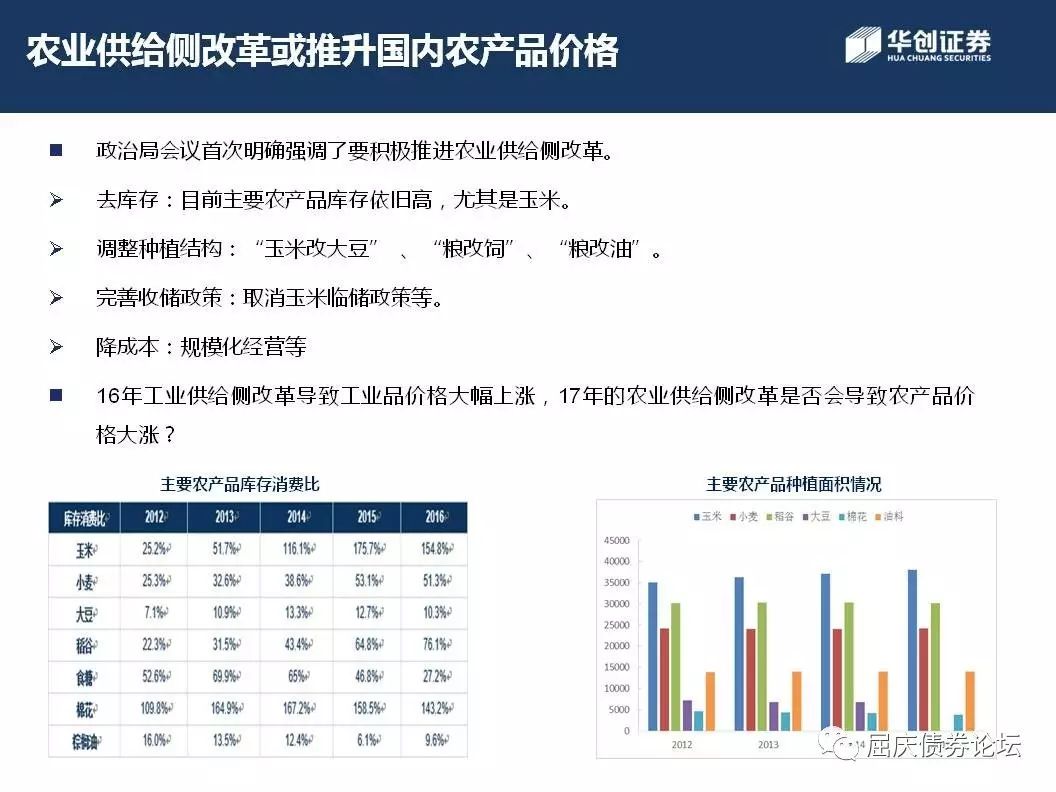 农业供给侧改革或推升国内农产品价格
华创证券
HUA CHUANG SECURITIES
政治局会议首次明确强调了要积极推进农业供给侧改革。
去库存：目前主要农产品库存依旧高，尤其是玉米。
调整种植结构：“玉米改大豆”、“粮改饲”、“粮改油”。
完善收储政策：取消玉米临储政策等。
降成本：规模化经营等
16年工业供给侧改革导致工业品价格大幅上涨，17年的农业供给侧改革是否会导致农产品价
格大涨？
主要农产品库存消费比
库存消费比 2012 2013 2014 2015 2016
玉米 25.2% 51.7% 116.1% 175.7% 154.8%
小麦 25.3% 32.6% 38.6% 53.1% 51.3%
大豆 7.1% 10.9% 13.3% 12.7% 10.3%
稻谷 22.3% 31.5% 43.4% 64.8% 76.1%
食糖 52.6% 69.9% 65% 46.8% 27.2%
棉花 109.8% 164.9% 167.2% 158.5% 143.2%
棕榈油 16.0% 13.5% 12.4% 6.1% 9.6%
主要农产品种植面积情况
玉米 小麦 稻谷 大豆 棉花 油料
45000
40000
35000
30000
25000
20000
15000
10000
5000
0
2012 2013
屈庆债券论坛